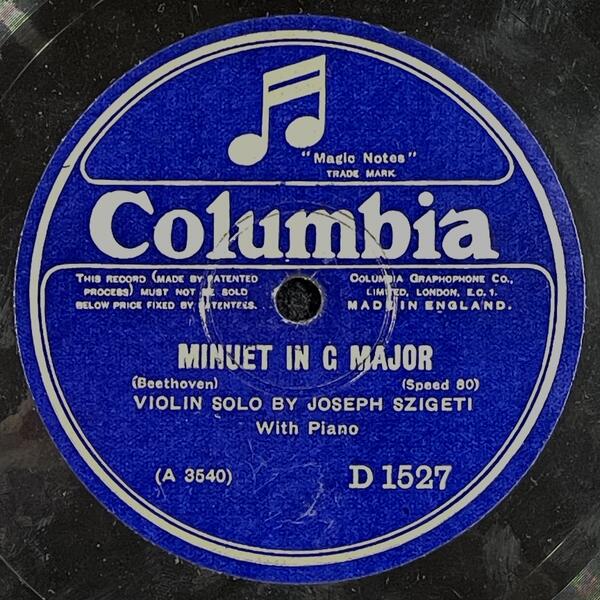 "Magic Notes"
TRADE MARK
Columbia
THIS RECORD (MADE BY PATENTED
PROCESS) MUST NOT BE SOLD
BELOW PRICE FIXED BY PATENTEES.
COLUMBIA GRAPHOPHONE CO.,
LIMITED, LONDON, E.C.1.
MADE IN ENGLAND.
MINUET IN G MAJOR
(Beethoven) (Speed 80)
VIOLIN SOLO BY JOSEPH SZIGETI
With Piano
(A 3540) D 1527